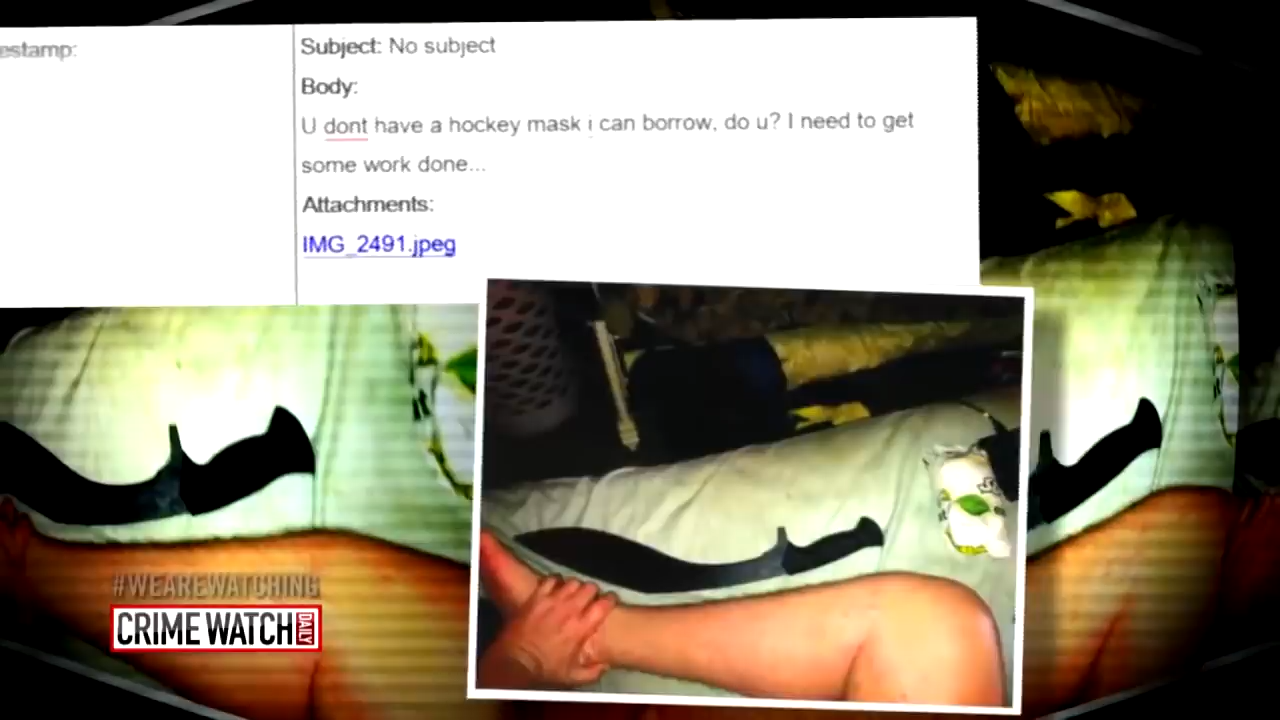 estamp:
Subject: No subject
Body:
U dont have a hockey mask i can borrow, do u? I need to get
some work done...
Attachments:
IMG_2491.jpeg
#WEAREWATCHING
CRIME WATCH DAILY